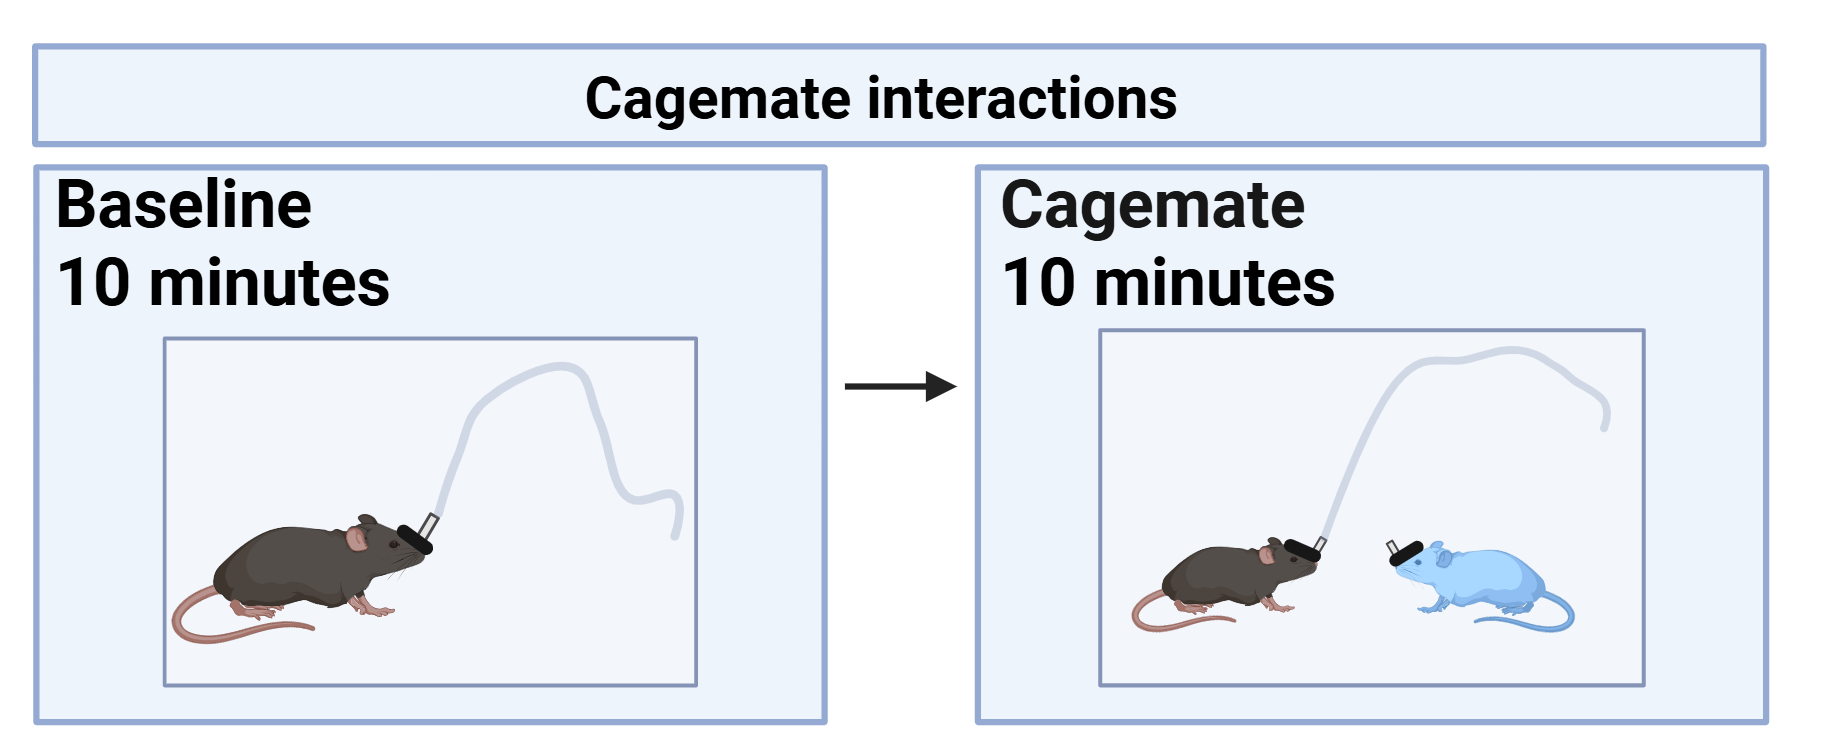 Cagemate interactions
Baseline
10 minutes
Cagemate
10 minutes